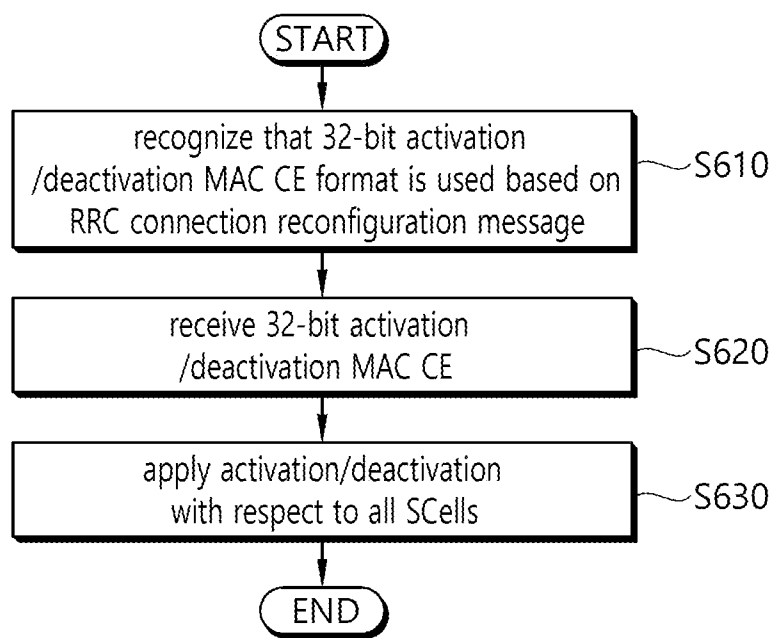 START
recognize that 32-bit activation
/deactivation MAC CE format is used based on
RRC connection reconfiguration message
S610
receive 32-bit activation
/deactivation MAC CE
S620
apply activation/deactivation
with respect to all SCells
S630
END